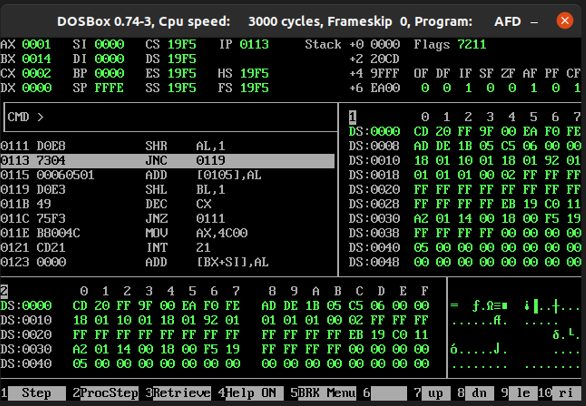 DOSBox 0.74-3, Cpu speed: 3000 cycles, Frameskip 0, Program: AFD
AX 0001 SI 0000 CS 19F5 IP 0113 Stack +0 0000 Flags 7211
BX 0014 DI 0000 DS 19F5 +2 20CD
CX 0002 BP 0000 ES 19F5 HS 19F5 +4 9FFF OF DF IF SF ZF AF PF CF
DX 0000 SP FFFE SS 19F5 FS 19F5 +6 EA00 0 0 1 0 0 1 0 1
CMD >
1 0 1 2 3 4 5 6 7
DS:0000 CD 20 FF 9F 00 EA F0 FE
DS:0008 AD DE 1B 05 C5 06 00 00
DS:0010 18 01 10 01 18 01 92 01
DS:0018 01 01 01 00 02 FF FF FF
DS:0020 FF FF FF FF FF FF FF FF
DS:0028 FF FF FF FF EB 19 C0 11
DS:0030 A2 01 14 00 18 00 F5 19
DS:0038 FF FF FF FF 00 00 00 00
DS:0040 05 00 00 00 00 00 00 00
DS:0048 00 00 00 00 00 00 00 00
0111 D0E8 SHR AL,1
0113 7304 JNC 0119
0115 00060501 ADD [0105],AL
0119 D0E3 SHL BL,1
011B 49 DEC CX
011C 75F3 JNZ 0111
011E B8004C MOV AX,4C00
0121 CD21 INT 21
0123 0000 ADD [BX+SI],AL
2 0 1 2 3 4 5 6 7 8 9 A B C D E F
DS:0000 CD 20 FF 9F 00 EA F0 FE AD DE 1B 05 C5 06 00 00
DS:0010 18 01 10 01 18 01 92 01 01 01 01 00 02 FF FF FF
DS:0020 FF FF FF FF FF FF FF FF FF FF FF FF EB 19 C0 11
DS:0030 A2 01 14 00 18 00 F5 19 FF FF FF FF 00 00 00 00
DS:0040 05 00 00 00 00 00 00 00 00 00 00 00 00 00 00 00
1 Step 2ProcStep 3Retrieve 4Help ON 5BRK Menu 6 7 up 8 dn 9 le 10 ri